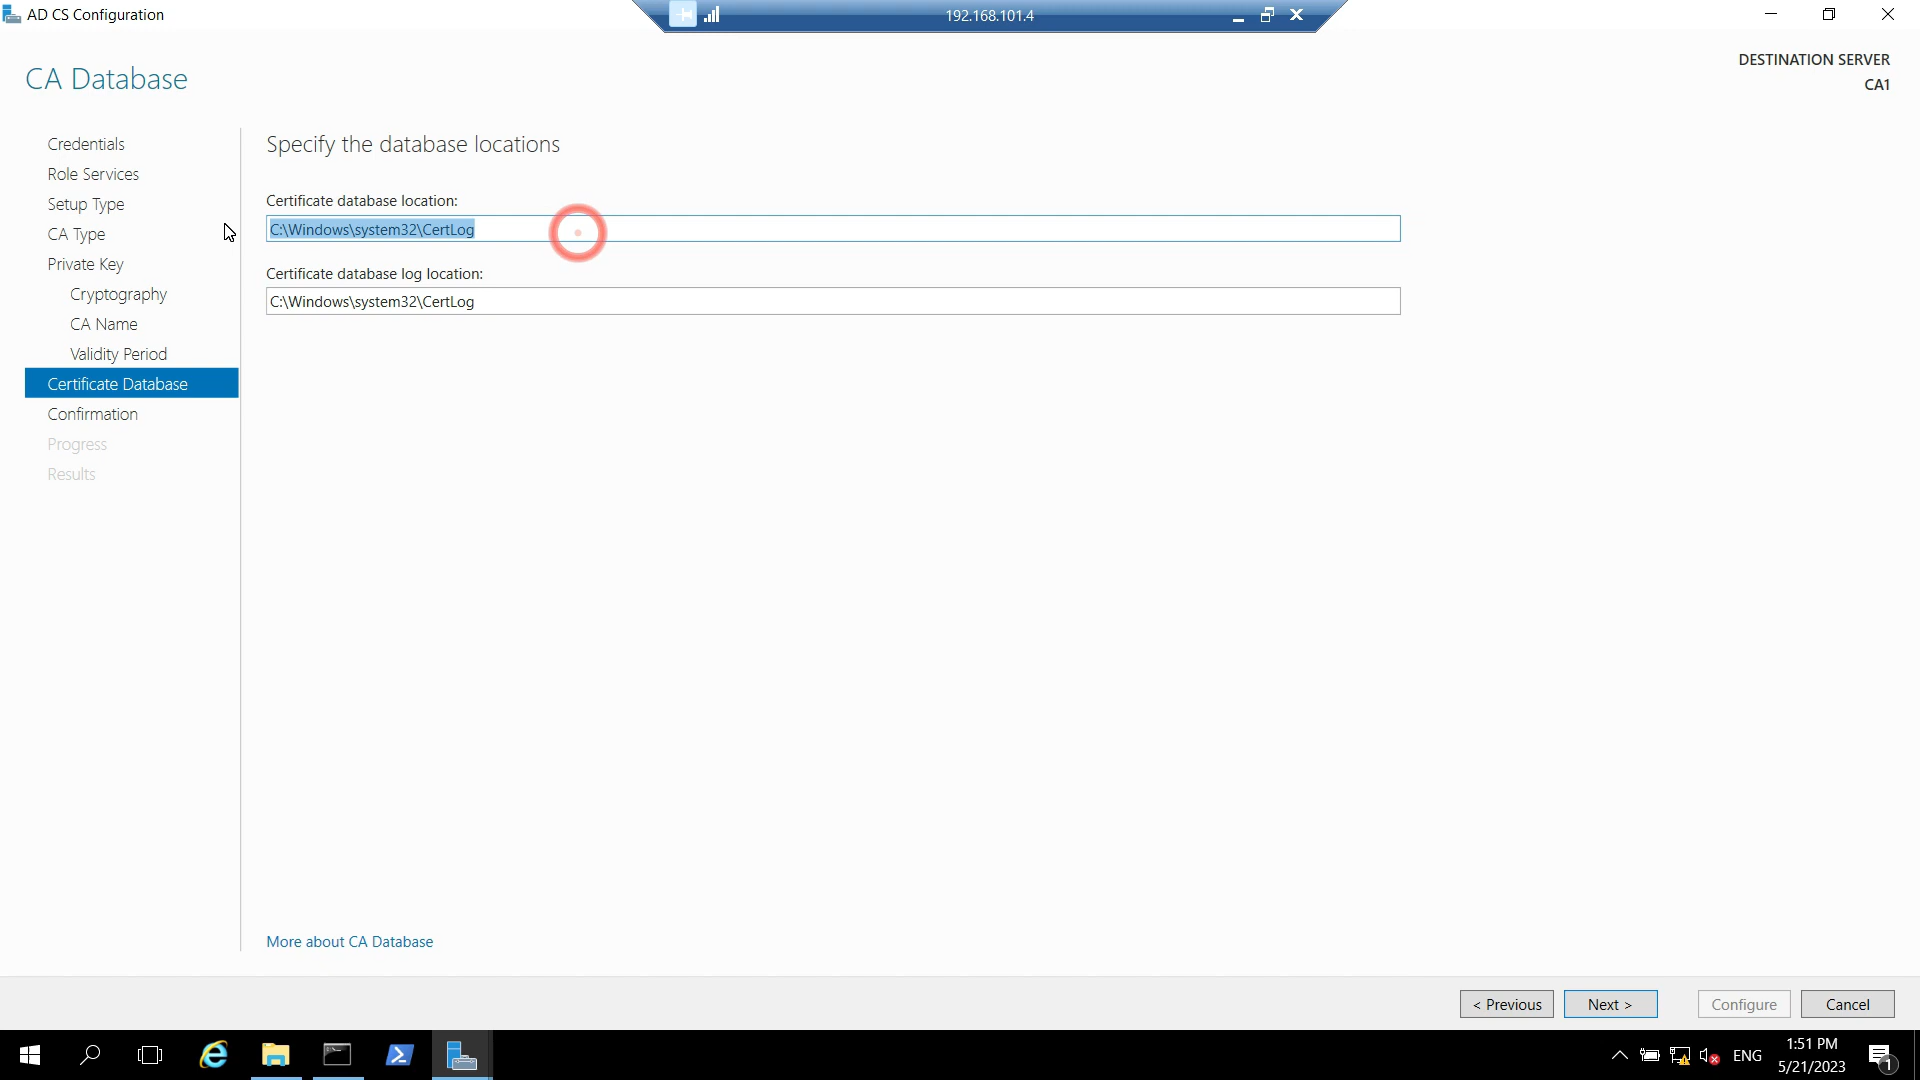 AD CS Configuration
192.168.101.4
CA Database
DESTINATION SERVER
CA1
Credentials
Role Services
Setup Type
CA Type
Private Key
Cryptography
CA Name
Validity Period
Certificate Database
Confirmation
Progress
Results
Specify the database locations
Certificate database location:
C:\Windows\system32\CertLog
Certificate database log location:
C:\Windows\system32\CertLog
More about CA Database
< Previous
Next >
Configure
Cancel
ENG
1:51 PM
5/21/2023
1